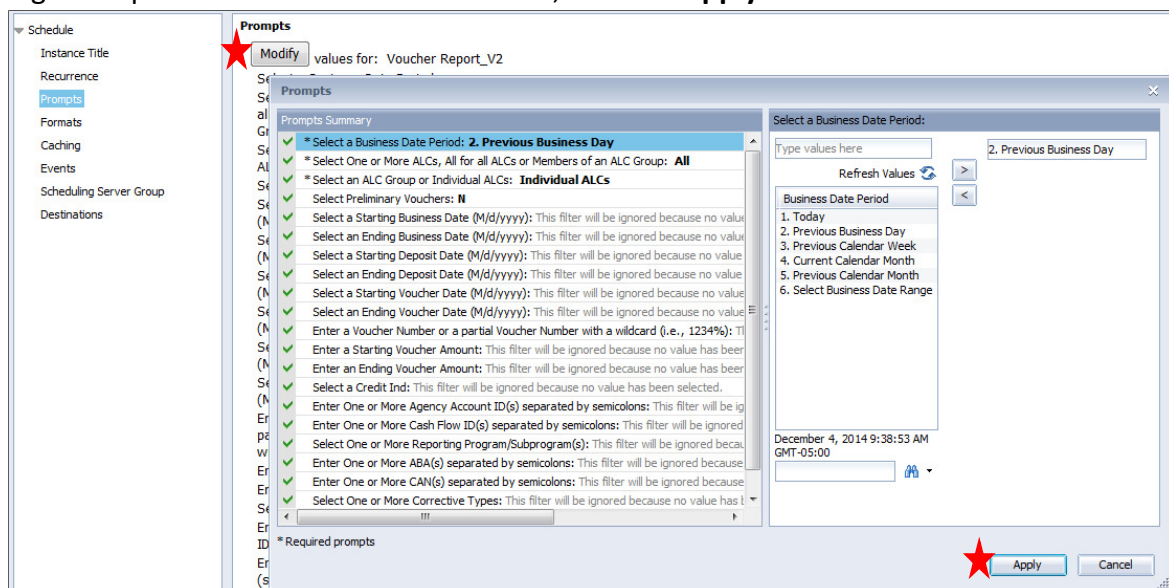 Apply
Schedule
Instance Title
Recurrence
Prompts
Formats
Caching
Events
Scheduling Server Group
Destinations
Prompts
Modify values for: Voucher Report_V2
Prompts
Prompts Summary
* Select a Business Date Period: 2. Previous Business Day
* Select One or More ALCs, All for all ALCs or Members of an ALC Group: All
* Select an ALC Group or Individual ALCs: Individual ALCs
Select Preliminary Vouchers: N
Select a Starting Business Date (M/d/yyyy): This filter will be ignored because no value
Select an Ending Business Date (M/d/yyyy): This filter will be ignored because no value
Select a Starting Deposit Date (M/d/yyyy): This filter will be ignored because no value
Select an Ending Deposit Date (M/d/yyyy): This filter will be ignored because no value
Select a Starting Voucher Date (M/d/yyyy): This filter will be ignored because no value
Select an Ending Voucher Date (M/d/yyyy): This filter will be ignored because no value
Enter a Voucher Number or a partial Voucher Number with a wildcard (i.e., 1234%):
Enter a Starting Voucher Amount: This filter will be ignored because no value has been
Enter an Ending Voucher Amount: This filter will be ignored because no value has been
Select a Credit Ind: This filter will be ignored because no value has been selected.
Enter One or More Agency Account ID(s) separated by semicolons: This filter will be ig
Enter One or More Cash Flow ID(s) separated by semicolons: This filter will be ignored
Select One or More Reporting Program/Subprogram(s): This filter will be ignored becau
Enter One or More ABA(s) separated by semicolons: This filter will be ignored because
Enter One or More CAN(s) separated by semicolons: This filter will be ignored because
Select One or More Corrective Types: This filter will be ignored because no value has
* Required prompts
Select a Business Date Period:
Type values here
Refresh Values
> 2. Previous Business Day
<
Business Date Period
1. Today
2. Previous Business Day
3. Previous Calendar Week
4. Current Calendar Month
5. Previous Calendar Month
6. Select Business Date Range
December 4, 2014 9:38:53 AM
GMT-05:00
Apply Cancel